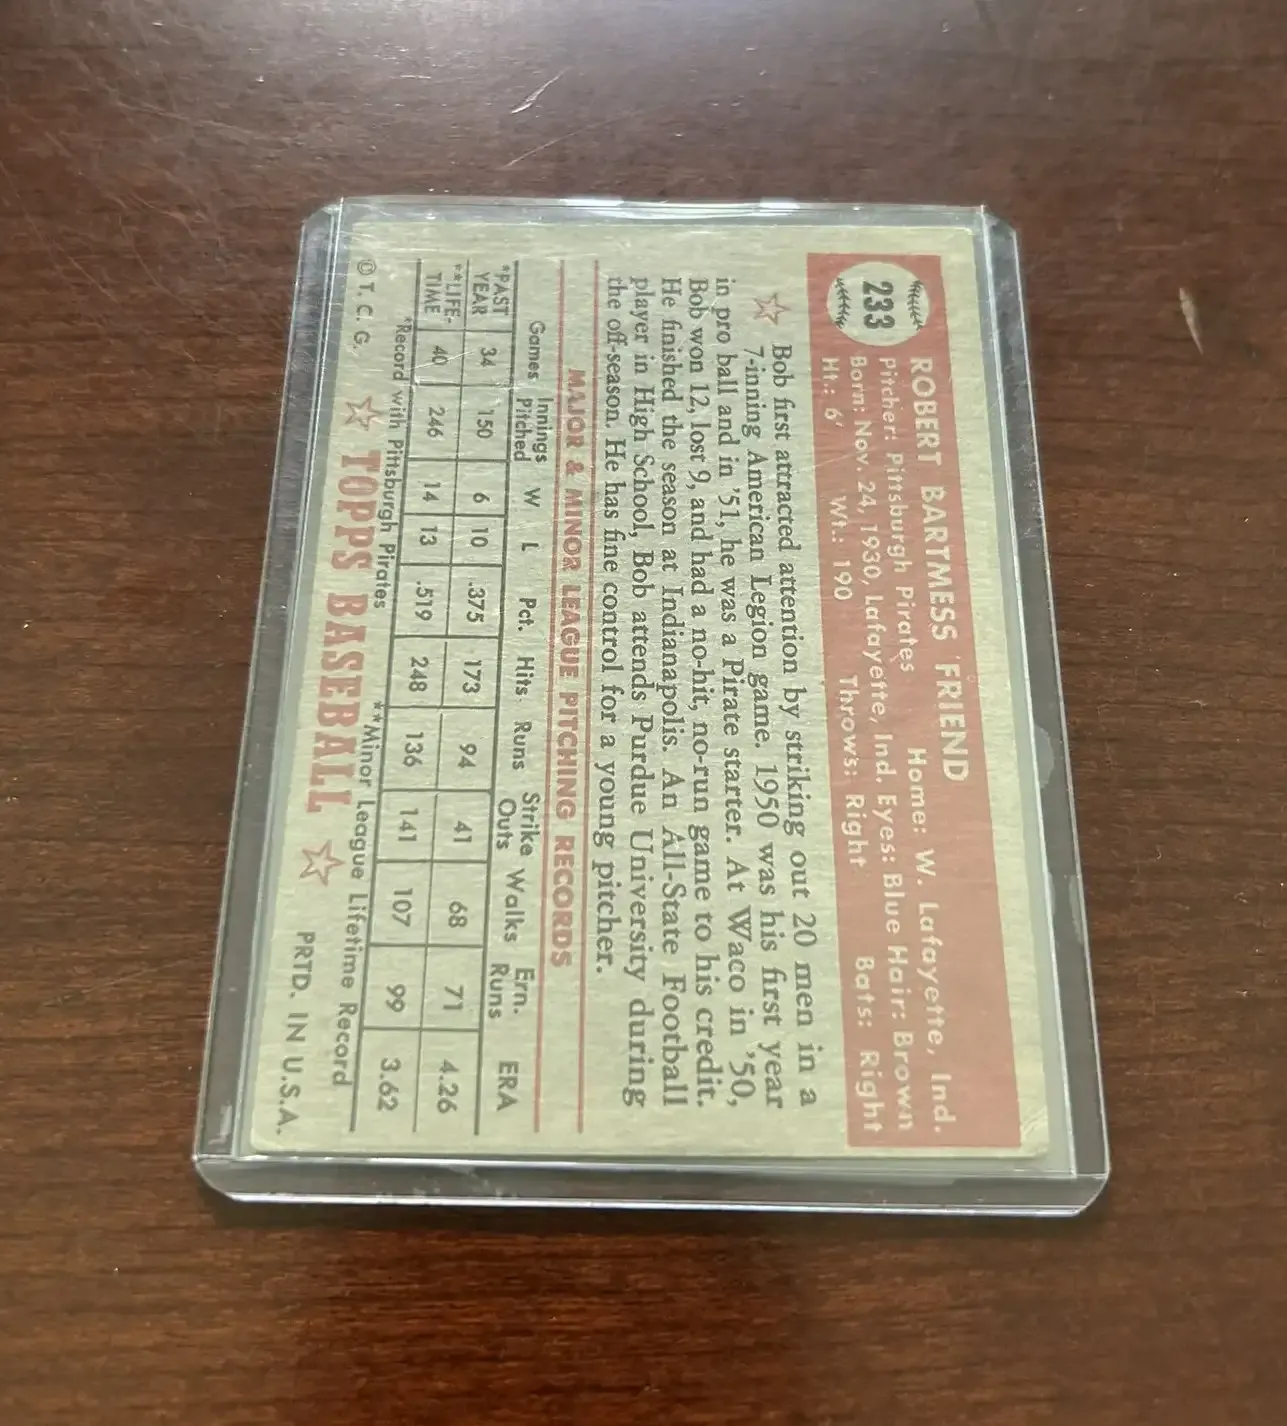 233
ROBERT BARTMESS FRIEND
Pitcher: Pittsburgh Pirates Home: W. Lafayette, Ind.
Born: Nov. 24, 1930, Lafayette, Ind. Eyes: Blue Hair: Brown
Ht.: 6' Wt.: 190 Throws: Right Bats: Right
Bob first attracted attention by striking out 20 men in a
7-inning American Legion game. 1950 was his first year
in pro ball and in '51, he was a Pirate starter. At Waco in '50,
Bob won 12, lost 9, and had a no-hit, no-run game to his credit.
He finished the season at Indianapolis. An All-State Football
player in High School, Bob attends Purdue University during
the off-season. He has fine control for a young pitcher.
MAJOR & MINOR LEAGUE PITCHING RECORDS
Games Innings Pitched W L Pct. Hits Runs Strike Outs Walks Ern. Runs ERA
*PAST YEAR 34 150 6 10 .375 173 94 41 68 71 4.26
**LIFE-TIME 40 246 14 13 .519 248 136 141 107 99 3.62
*Record with Pittsburgh Pirates **Minor League Lifetime Record
© T. C. G. TOPPS BASEBALL PRTD. IN U.S.A.